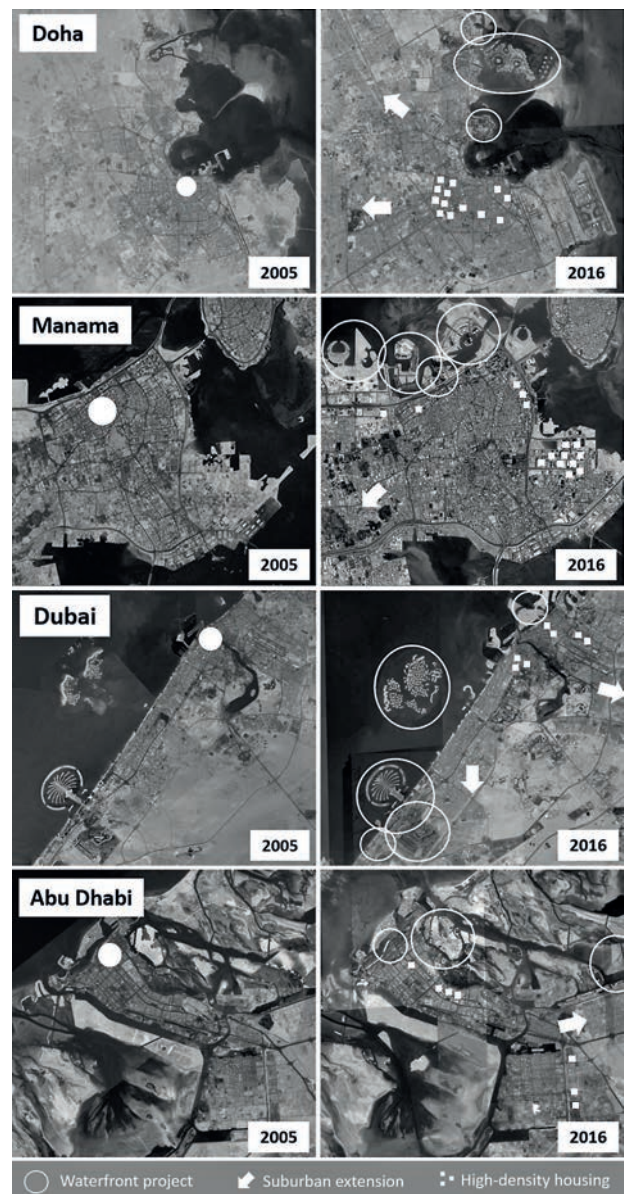 Doha
2005
2016
Manama
2005
2016
Dubai
2005
2016
Abu Dhabi
2005
2016
Waterfront project
Suburban extension
High-density housing